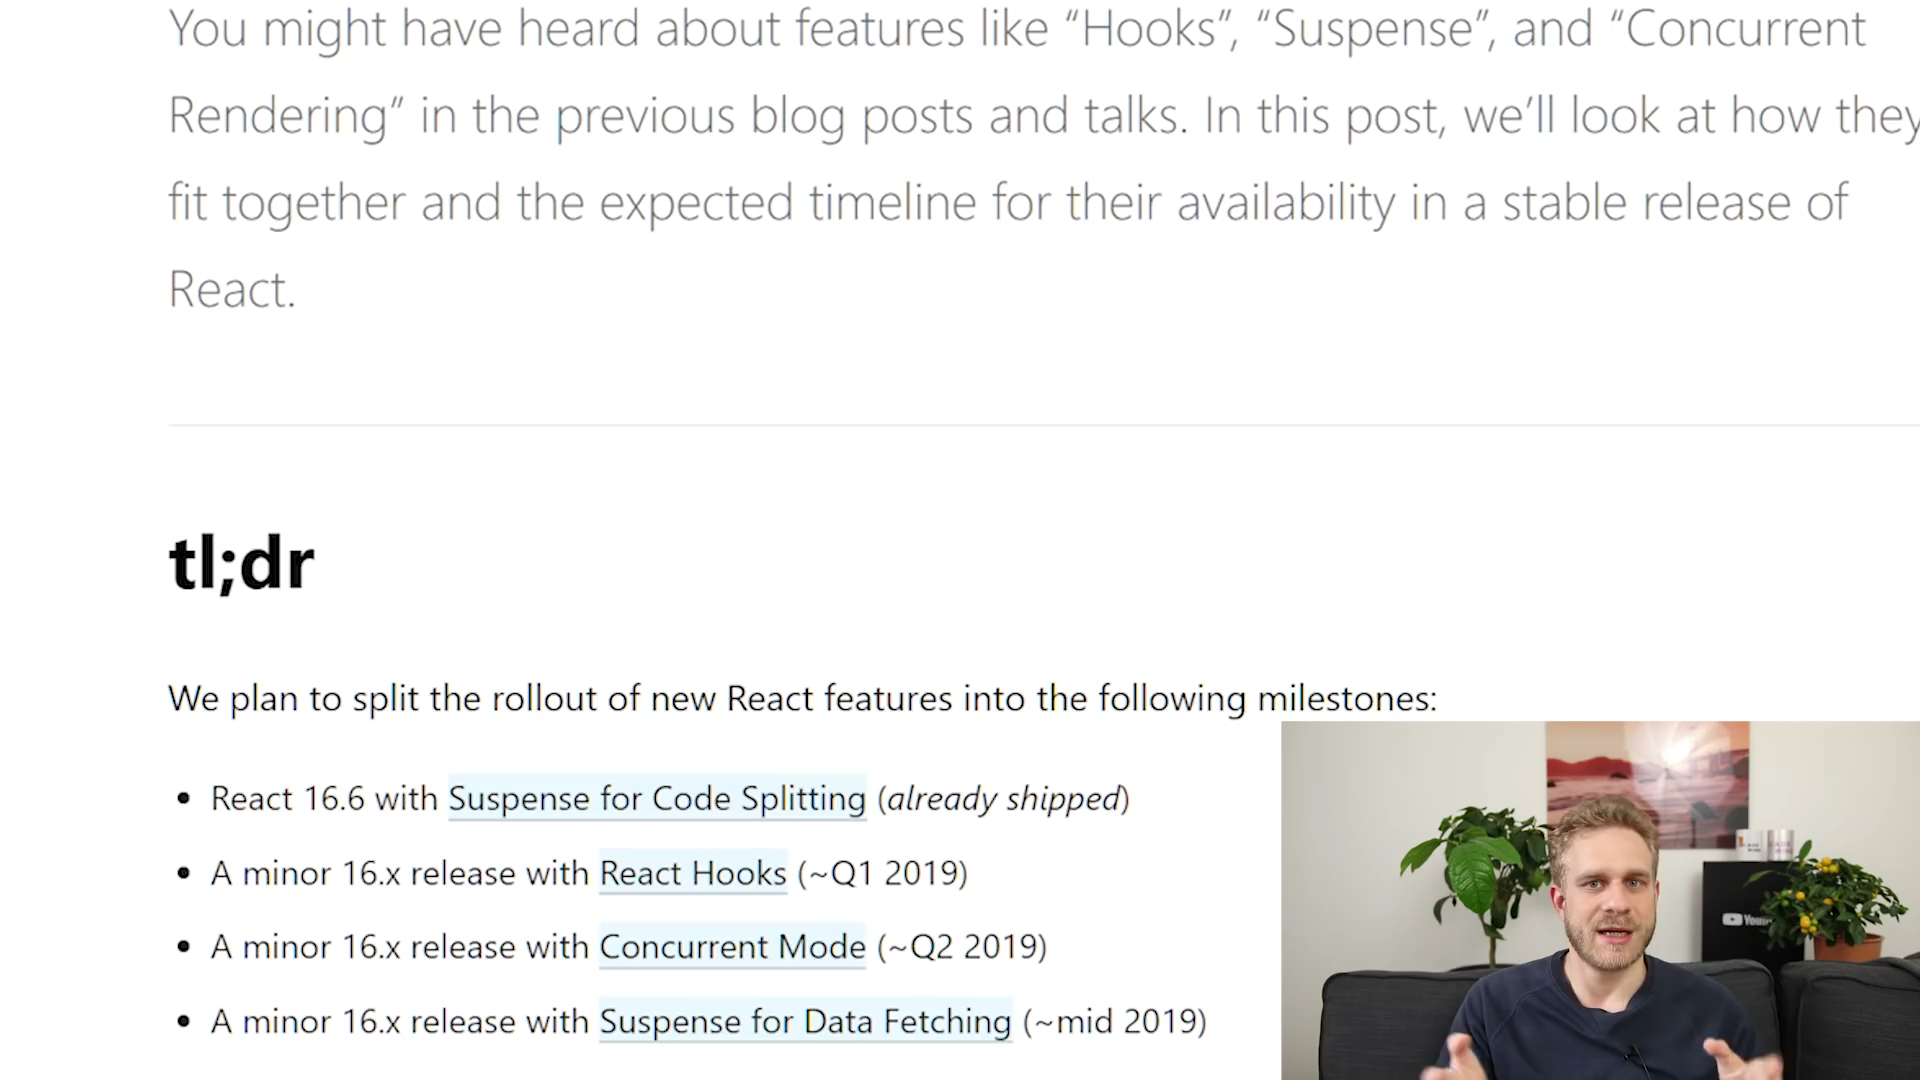 You might have heard about features like “Hooks”, “Suspense”, and “Concurrent
Rendering” in the previous blog posts and talks. In this post, we’ll look at how they
fit together and the expected timeline for their availability in a stable release of
React.
tl;dr
We plan to split the rollout of new React features into the following milestones:
• React 16.6 with Suspense for Code Splitting (already shipped)
• A minor 16.x release with React Hooks (~Q1 2019)
• A minor 16.x release with Concurrent Mode (~Q2 2019)
• A minor 16.x release with Suspense for Data Fetching (~mid 2019)